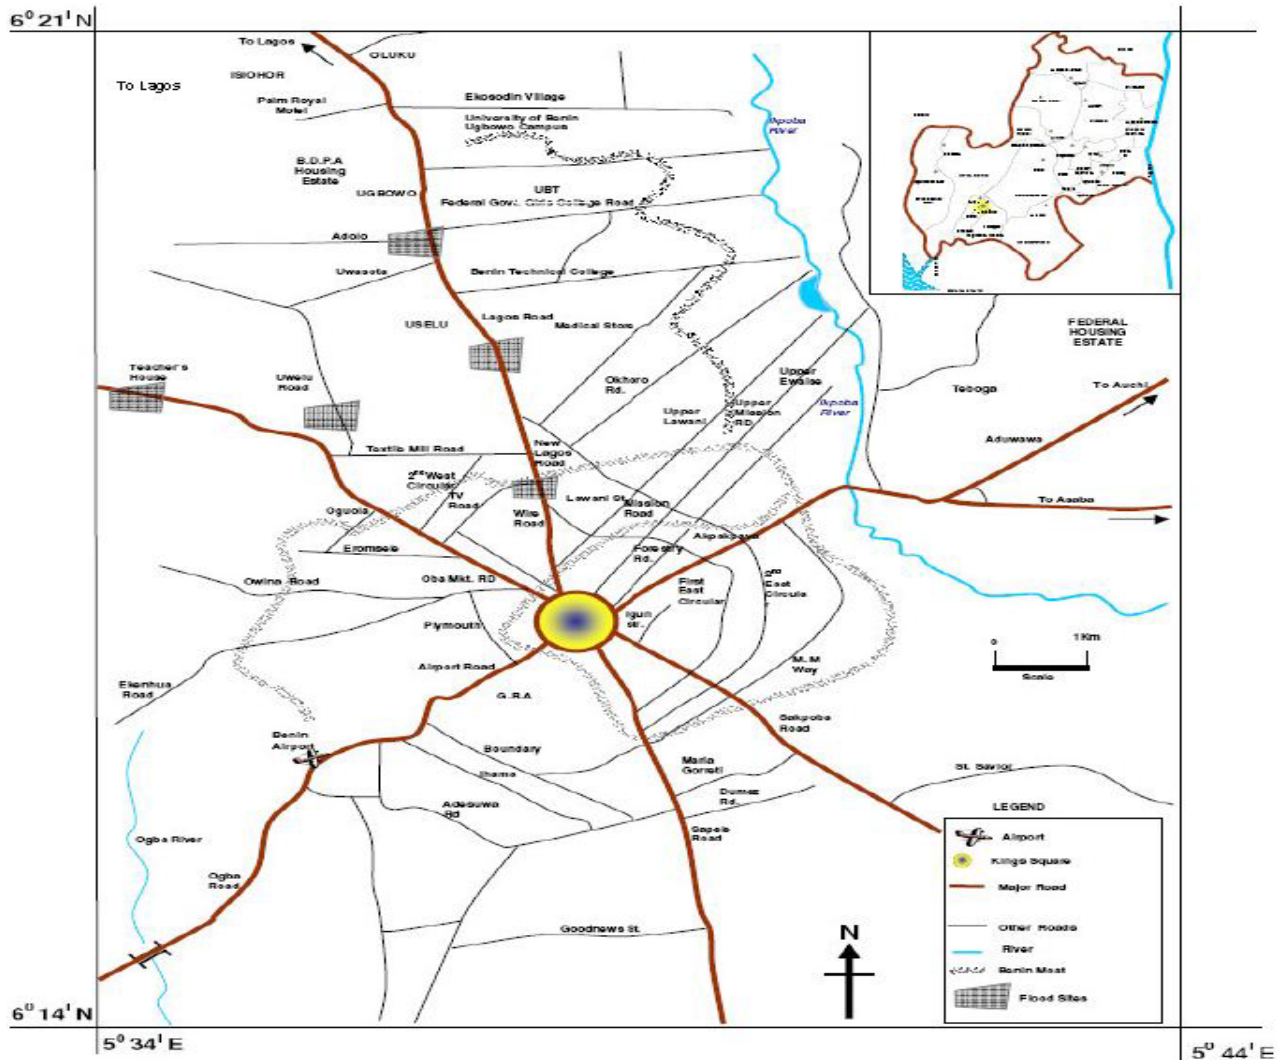 6⁰ 21ᴵ N
To Lagos
OLUKU
ISIOHOR
To Lagos
Palm Royal
Motel
Ekosodin Village
University of Benin
Ugbowo Campus
Ikpoba
River
B.D.P.A
Housing
Estate
UGBOWO
UBT
Federal Govt. Girls College Road
Adolo
Uwasota
Benin Technical College
USELU
Lagos Road
Medical Store
FEDERAL
HOUSING
ESTATE
Teacher's
House
Uwelu
Road
Okhoro
Rd.
Upper
Lawani
Upper
Mission
RD
Upper
Ewaise
Ikpoba
River
Teboga
To Auchi
Aduwawa
Textile Mill Road
New
Lagos
Road
2ᴺᴰ West
Circular
TV
Road
Lawani St.
Mission
Road
To Asaba
Oguola
Wire
Road
Akpakpava
Eromsele
Forestry
Rd.
Owina Road
Oba Mkt. RD
First
East
Circular
2ᴺᴰ
East
Circula
r
Igun
str.
Plymouth
0
1Km
Scale
Airport Road
M.M
Way
Ekenhua
Road
G.R.A
Sakpoba
Road
Benin
Airport
Boundary
Ihama
Maria
Gorreti
St. Savior
Dumez
Rd.
Adesuwa
Rd
Sapele
Road
Ogba River
Ogba
Road
Goodnews St.
N
LEGEND
Airport
Kings Square
Major Road
Other Roads
River
Benin Moat
Flood Sites
6⁰ 14ᴵ N
5⁰ 34ᴵ E
5⁰ 44ᴵ E